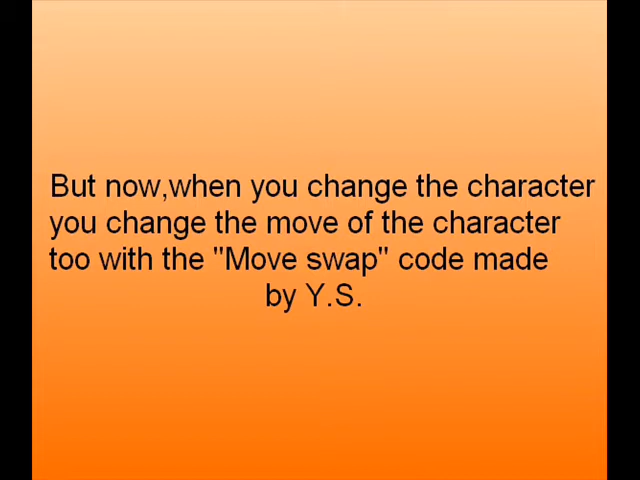 But now,when you change the character
you change the move of the character
too with the "Move swap" code made
by Y.S.